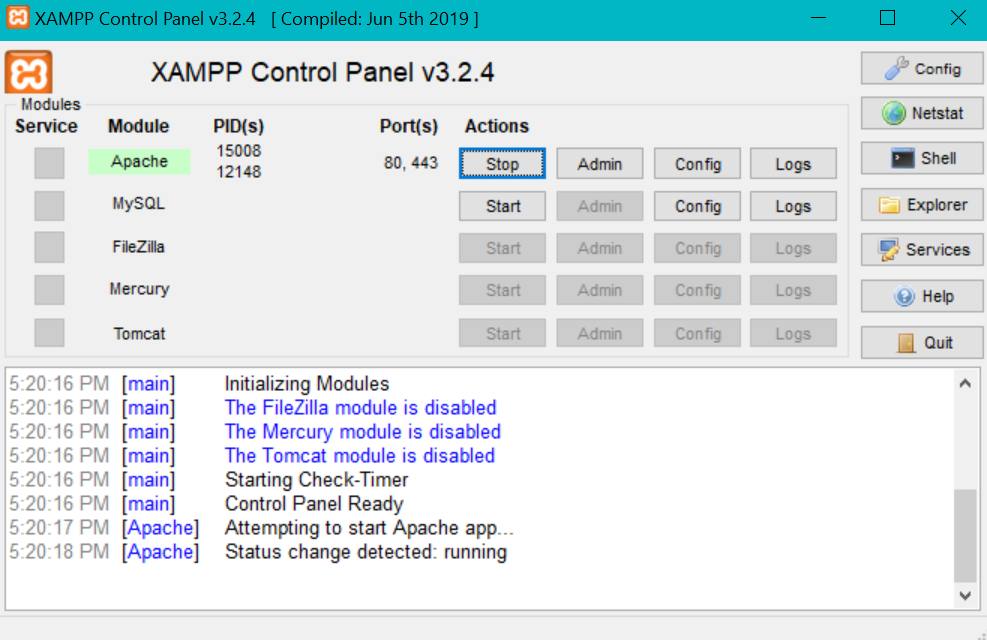 XAMPP Control Panel v3.2.4 [ Compiled: Jun 5th 2019 ]
XAMPP Control Panel v3.2.4
Config
Modules
Service Module PID(s) Port(s) Actions
Netstat
Apache 15008 12148 80, 443 Stop Admin Config Logs
Shell
MySQL Start Admin Config Logs
Explorer
FileZilla Start Admin Config Logs
Services
Mercury Start Admin Config Logs
Help
Tomcat Start Admin Config Logs
Quit
5:20:16 PM [main] Initializing Modules
5:20:16 PM [main] The FileZilla module is disabled
5:20:16 PM [main] The Mercury module is disabled
5:20:16 PM [main] The Tomcat module is disabled
5:20:16 PM [main] Starting Check-Timer
5:20:16 PM [main] Control Panel Ready
5:20:17 PM [Apache] Attempting to start Apache app...
5:20:18 PM [Apache] Status change detected: running